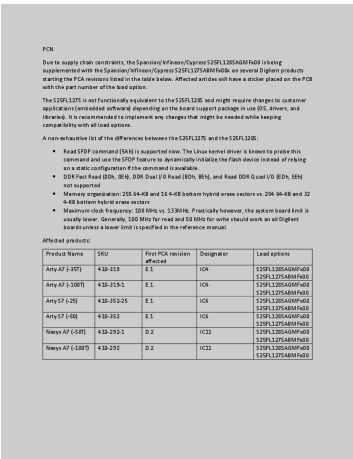 PCN
Due to supply chain constraints, the Spansion/Infineon/Cypress S25FL128SAGMFx00 is being
supplemented with the Spansion/Infineon/Cypress S25FL127SABMFx00x on several Digilent products
starting the PCA revisions listed in the table below. Affected articles will have a sticker placed on the PCB
with the part number of the load option.
The S25FL127S is not functionally equivalent to the S25FL128S and might require changes to customer
applications (embedded software) depending on the board support package in use (OS, drivers, and
libraries). It is recommended to implement any changes that might be needed while keeping
compatibility with all load options.
A non-exhaustive list of the differences between the S25FL127S and the S25FL128S:
• Read SFDP command (5Ah) is supported now. The Linux kernel driver is known to probe this
command and use the SFDP feature to dynamically initialize the flash device instead of relying
on a static configuration if the command is available.
• DDR Fast Read (0Dh, 0Eh), DDR Dual I/O Read (BDh, BEh), and Read DDR Quad I/O (EDh, EEh)
not supported
• Memory organization: 255 64-KB and 16 4-KB bottom hybrid erase sectors vs. 254 64-KB and 32
4-KB bottom hybrid erase sectors
• Maximum clock frequency: 108 MHz vs. 133MHz. Practically however, the system board limit is
usually lower. Generally, 100 MHz for read and 50 MHz for write should work on all Digilent
boards unless a lower limit is specified in the reference manual.
Affected products:
Product Name SKU First PCA revision affected Designator Load options
Arty A7 (-35T) 410-319 E.1 IC4 S25FL128SAGMFx00
S25FL127SABMFx00
Arty A7 (-100T) 410-319-1 E.1 IC4 S25FL128SAGMFx00
S25FL127SABMFx00
Arty S7 (-25) 410-352-25 E.1 IC6 S25FL128SAGMFx00
S25FL127SABMFx00
Arty S7 (-50) 410-352 E.1 IC6 S25FL128SAGMFx00
S25FL127SABMFx00
Nexys A7 (-50T) 410-292-1 D.2 IC11 S25FL128SAGMFx00
S25FL127SABMFx00
Nexys A7 (-100T) 410-292 D.2 IC11 S25FL128SAGMFx00
S25FL127SABMFx00